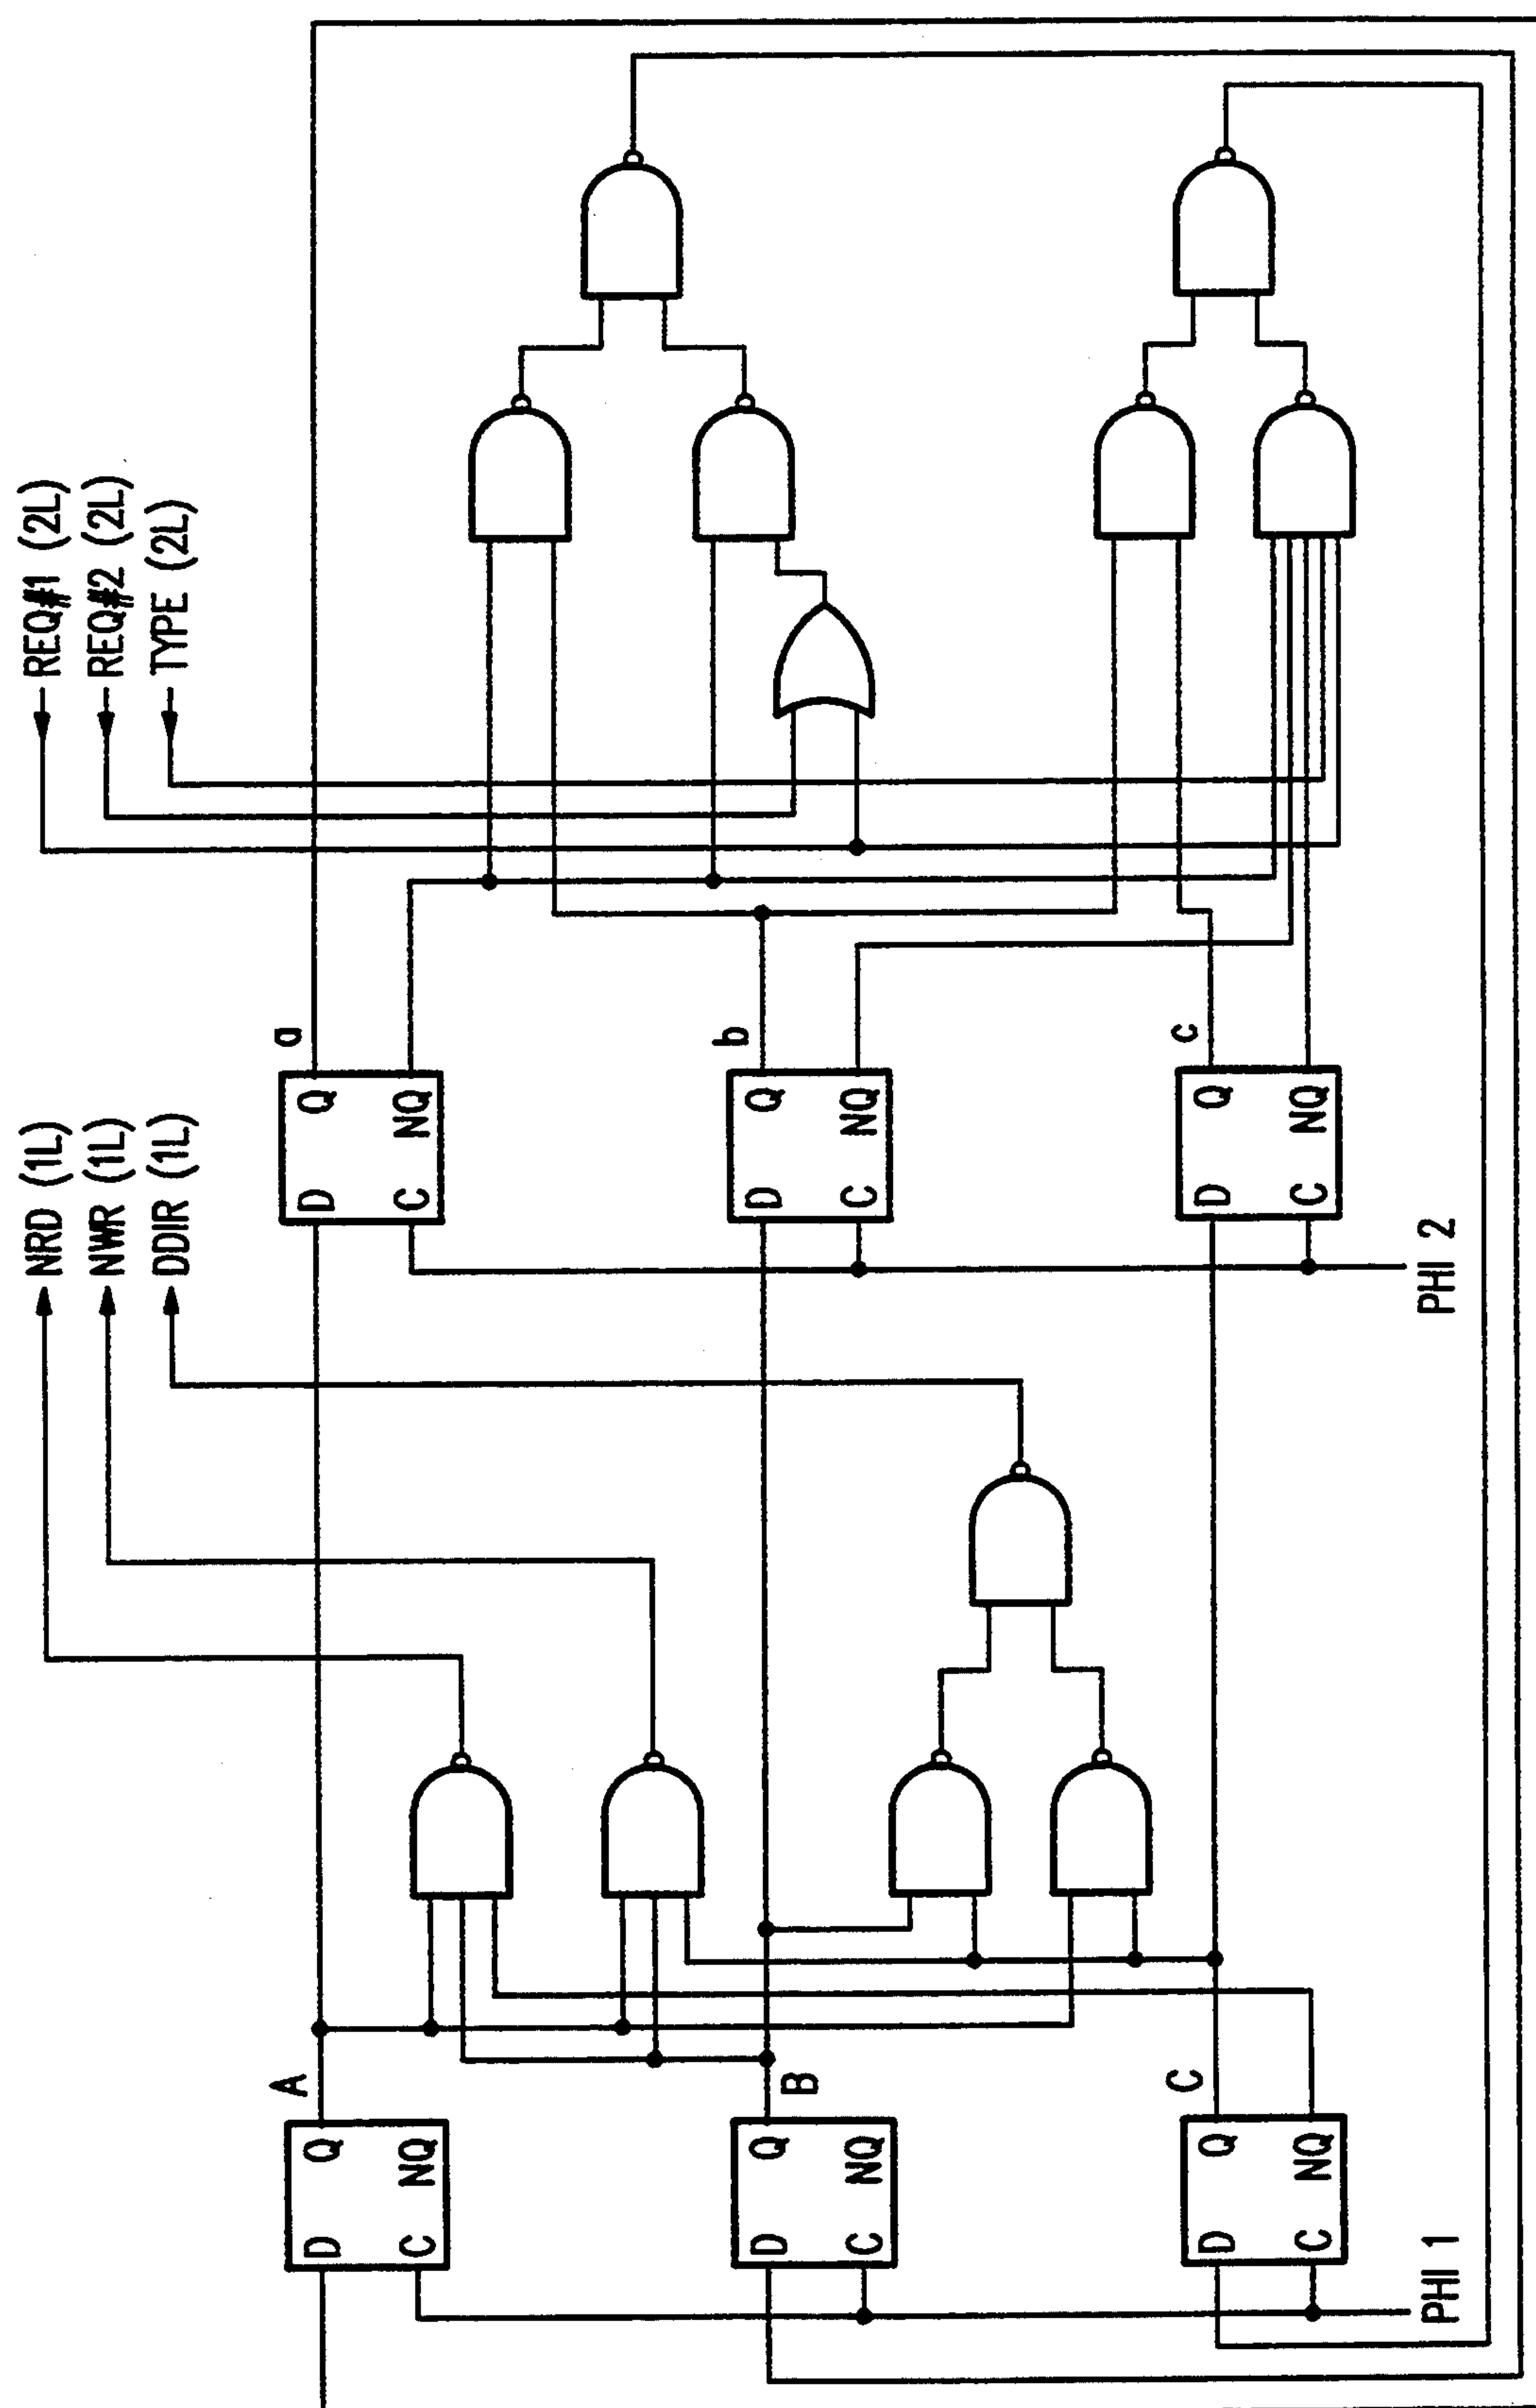 REQ#1 (2L)
REQ#2 (2L)
TYPE (2L)
NRD (1L)
NWR (1L)
DDIR (1L)
a
D Q
C NQ
b
D Q
C NQ
c
D Q
C NQ
PHI 2
A
D Q
C NQ
B
D Q
C NQ
C
D Q
C NQ
PHI 1